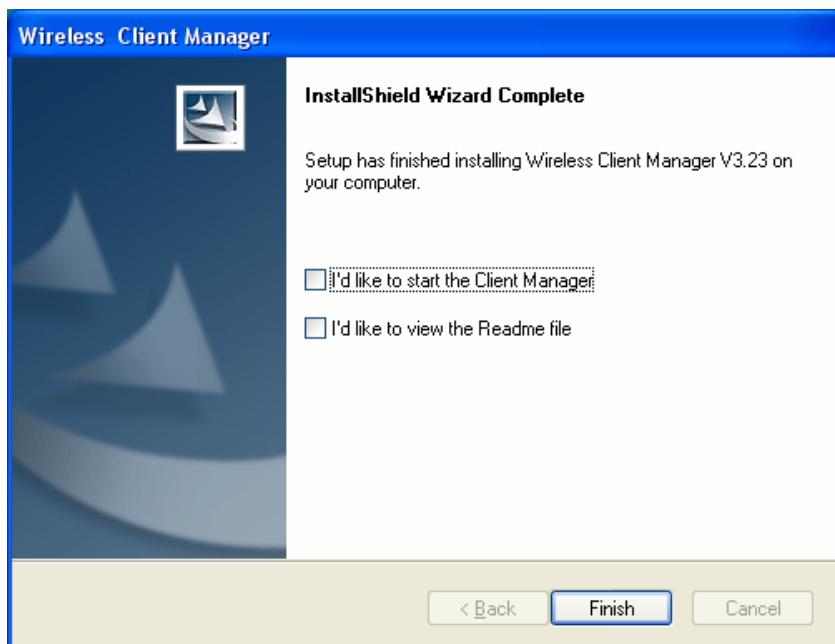 Wireless  Client Manager
InstallShield Wizard Complete
Setup has finished installing Wireless Client Manager V3.23 on
your computer.
I'd like to start the Client Manager
I'd like to view the Readme file
< Back
Finish
Cancel